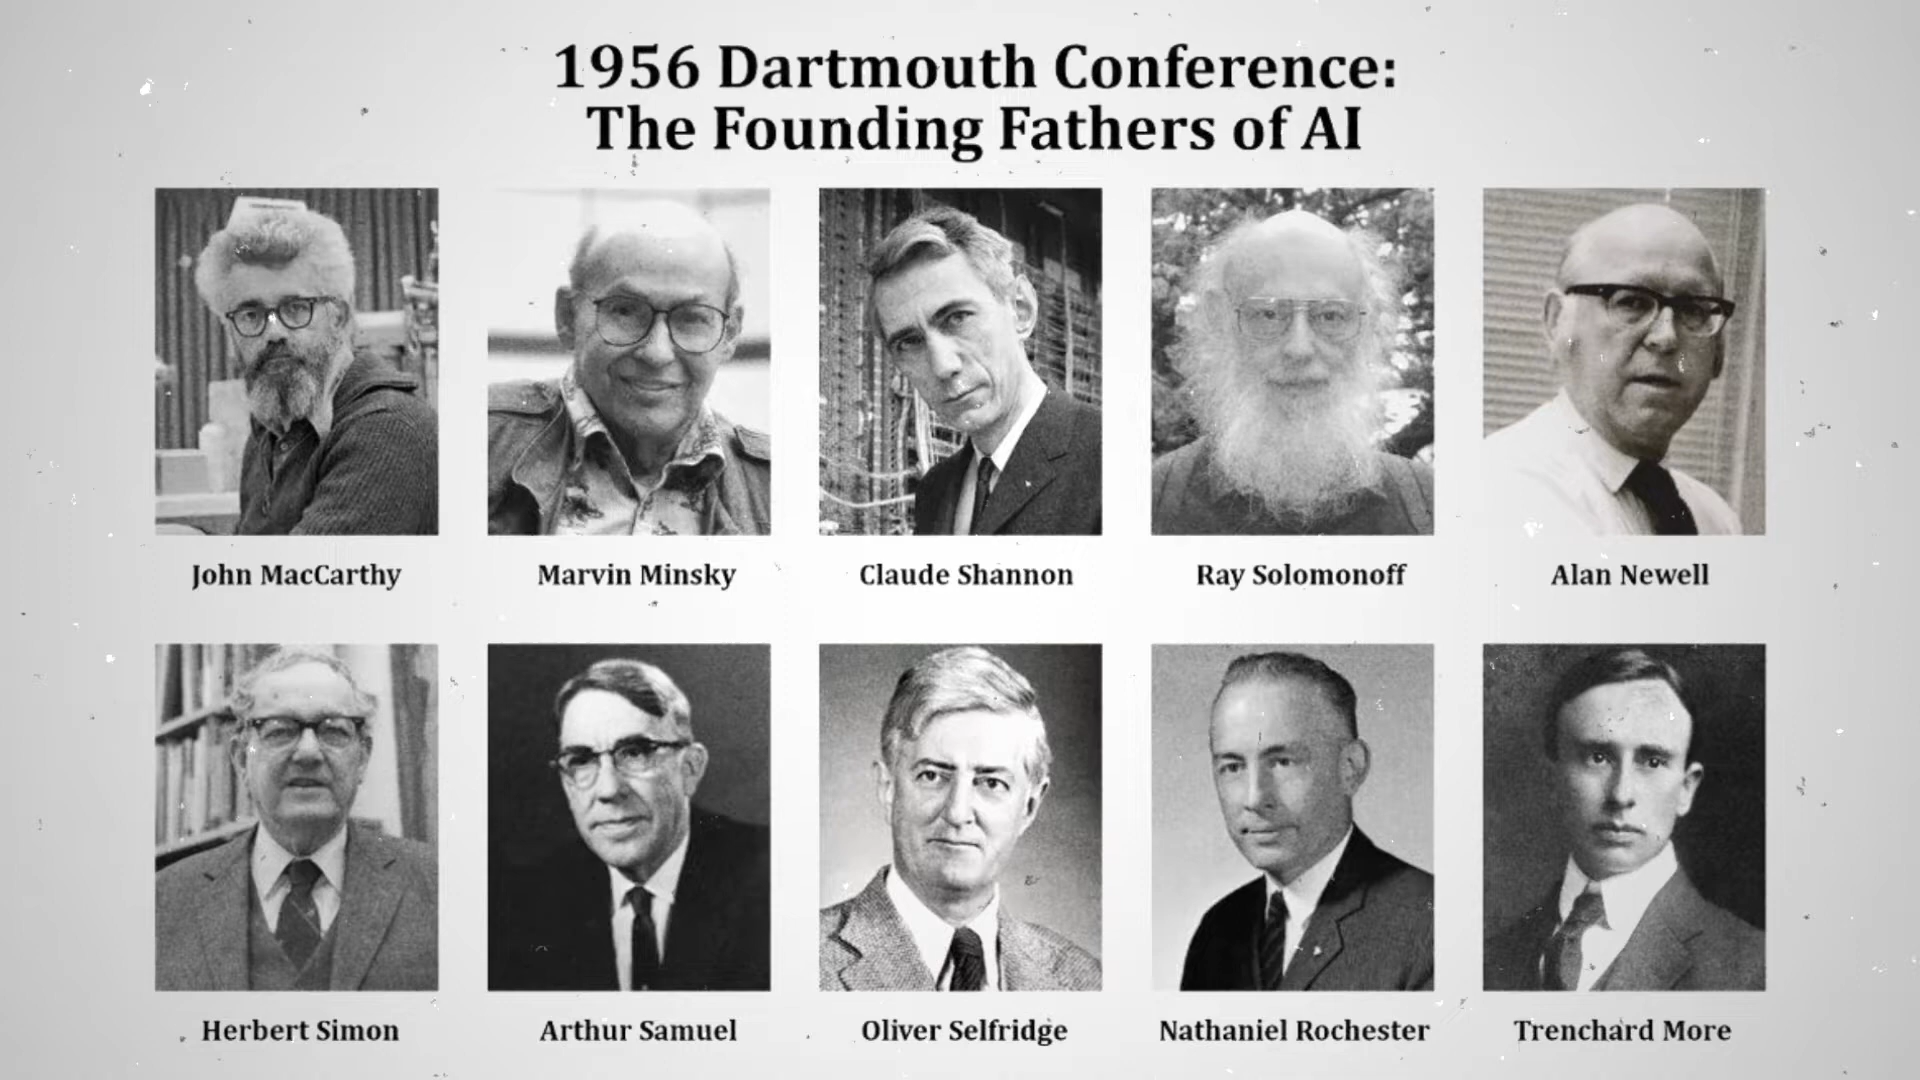 1956 Dartmouth Conference:
The Founding Fathers of AI
John MacCarthy
Marvin Minsky
Claude Shannon
Ray Solomonoff
Alan Newell
Herbert Simon
Arthur Samuel
Oliver Selfridge
Nathaniel Rochester
Trenchard More